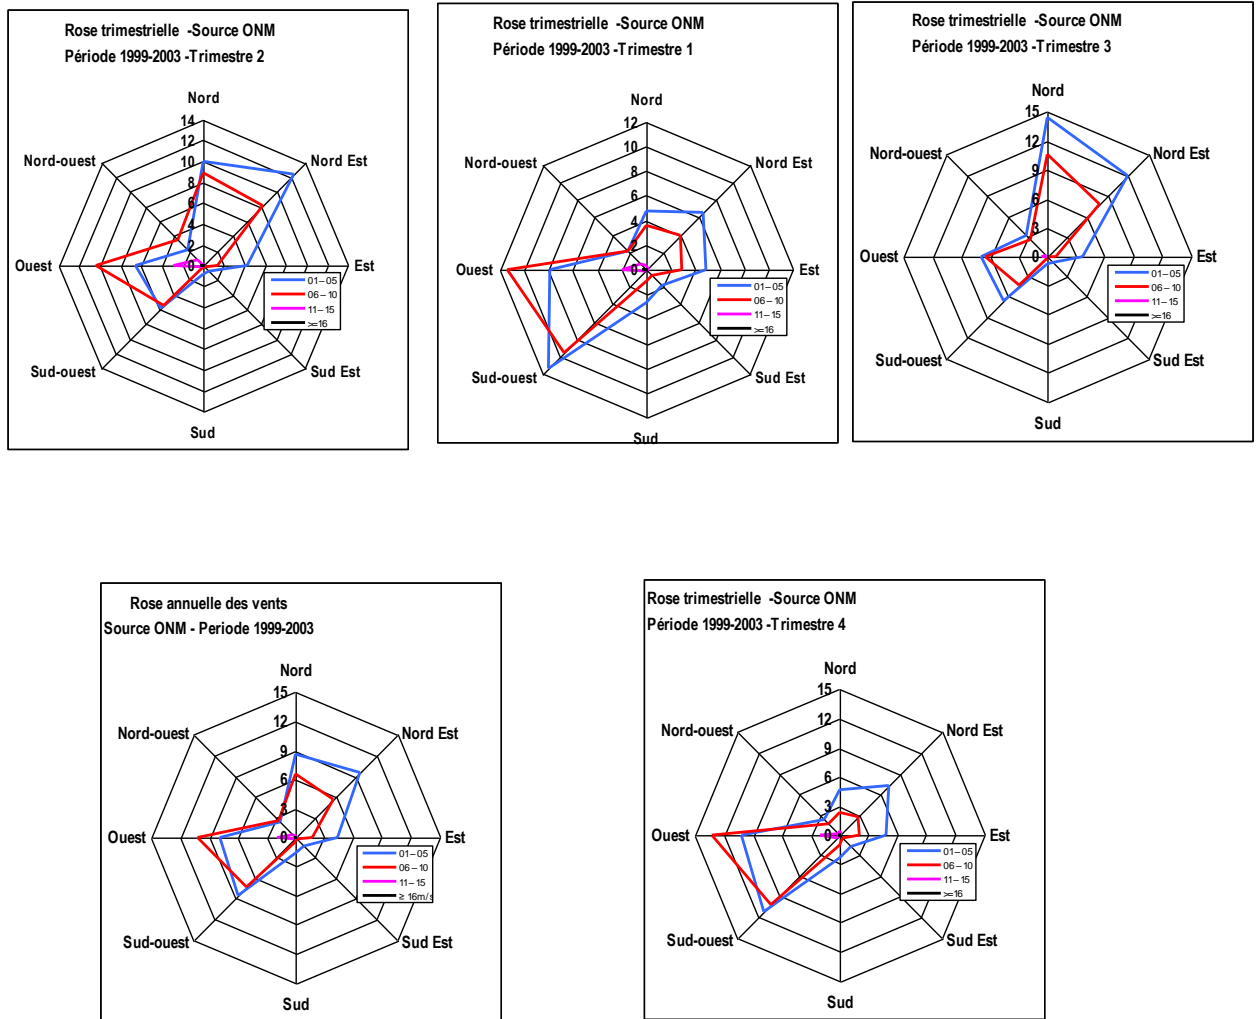 Rose trimestrielle -Source ONM
Période 1999-2003 -Trimestre 2
Nord
14
12
10
8
6
4
2
0
Nord-ouest
Nord Est
Ouest
Est
Sud-ouest
Sud Est
Sud
01–05
06–10
11–15
>=16
Rose trimestrielle -Source ONM
Période 1999-2003 -Trimestre 1
Nord
12
10
8
6
4
2
0
Nord-ouest
Nord Est
Ouest
Est
Sud-ouest
Sud Est
Sud
01–05
06–10
11–15
>=16
Rose trimestrielle -Source ONM
Période 1999-2003 -Trimestre 3
Nord
15
12
9
6
3
0
Nord-ouest
Nord Est
Ouest
Est
Sud-ouest
Sud Est
Sud
01–05
06–10
11–15
>=16
Rose annuelle des vents
Source ONM - Periode 1999-2003
Nord
15
12
9
6
3
0
Nord-ouest
Nord Est
Ouest
Est
Sud-ouest
Sud Est
Sud
01–05
06–10
11–15
≥ 16m/s
Rose trimestrielle -Source ONM
Période 1999-2003 -Trimestre 4
Nord
15
12
9
6
3
0
Nord-ouest
Nord Est
Ouest
Est
Sud-ouest
Sud Est
Sud
01–05
06–10
11–15
>=16